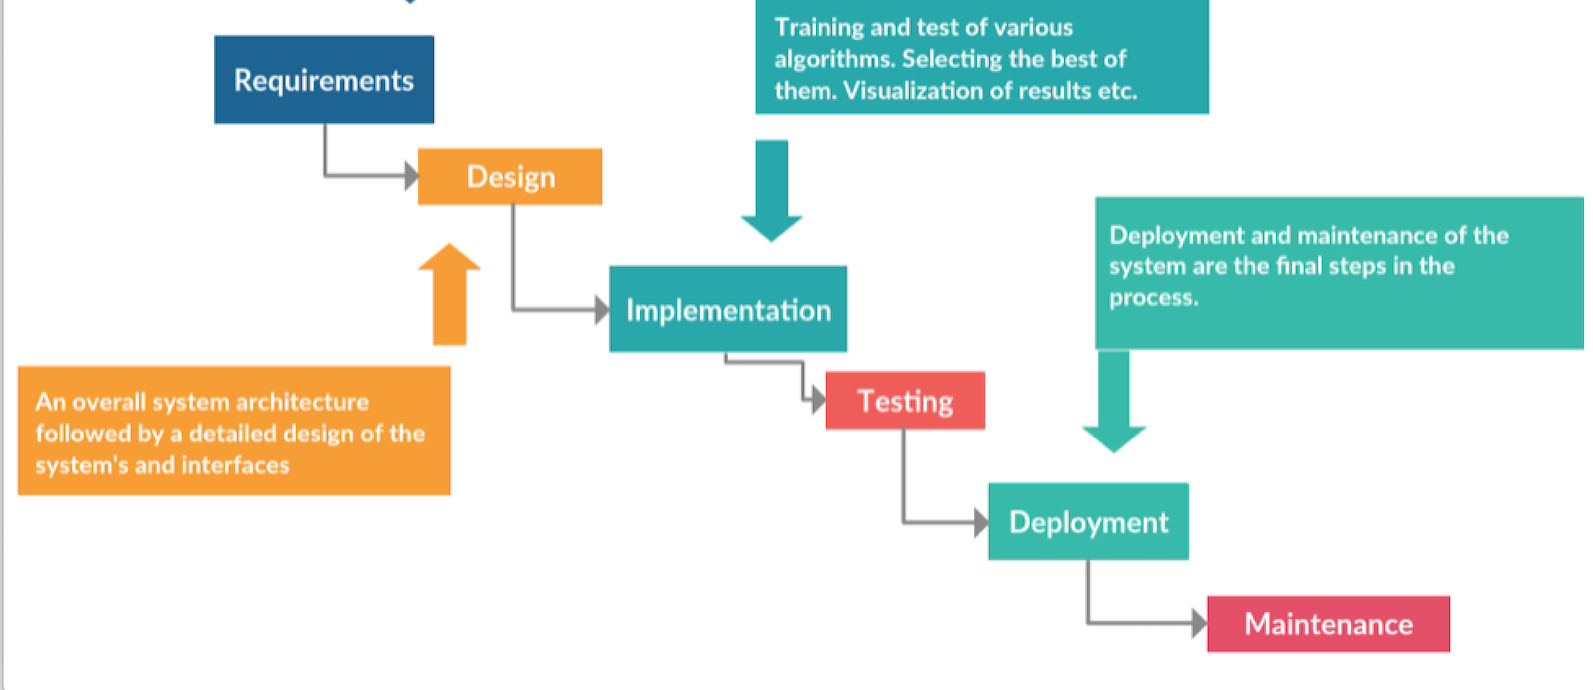 Training and test of various
algorithms. Selecting the best of
them. Visualization of results etc.
Requirements
Design
Deployment and maintenance of the
system are the final steps in the
process.
Implementation
An overall system architecture
followed by a detailed design of the
system's and interfaces
Testing
Deployment
Maintenance